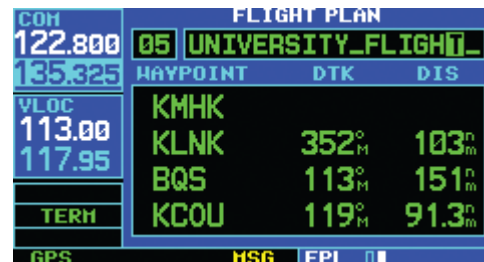 COM
122.800
135.325
VLOC
113.00
117.95
TERM
GPS
FLIGHT PLAN
05 UNIVERSITY_FLIGHT_
WAYPOINT DTK DIS
KMHK
KLNK 352°M 103nm
BQS 113°M 151nm
KCOU 119°M 91.3nm
MSG FPL